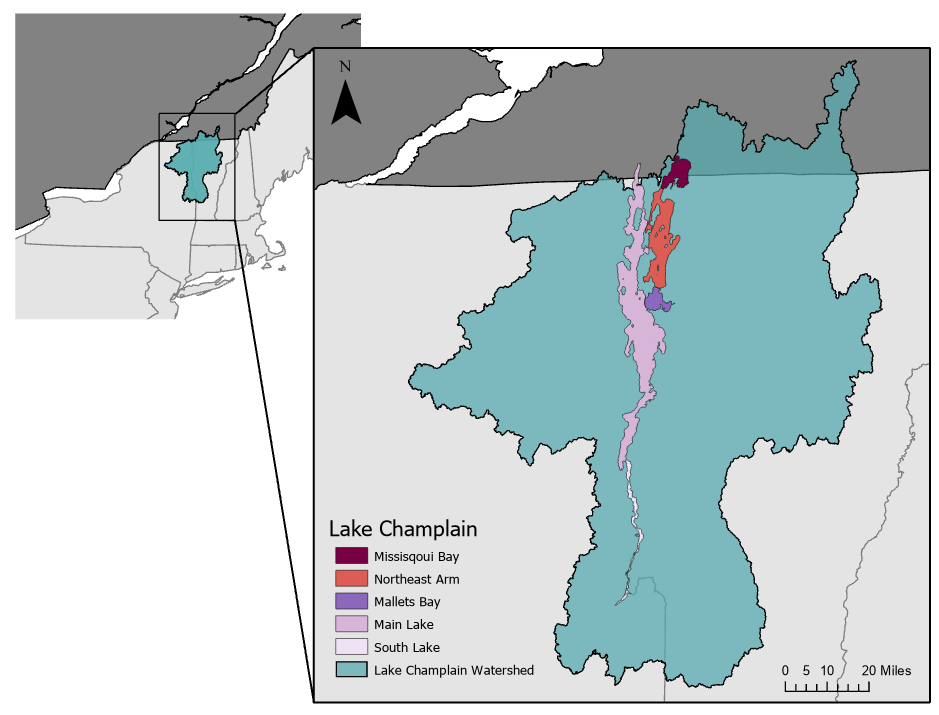 N
Lake Champlain
Missisqoui Bay
Northeast Arm
Mallets Bay
Main Lake
South Lake
Lake Champlain Watershed
0 5 10 20 Miles